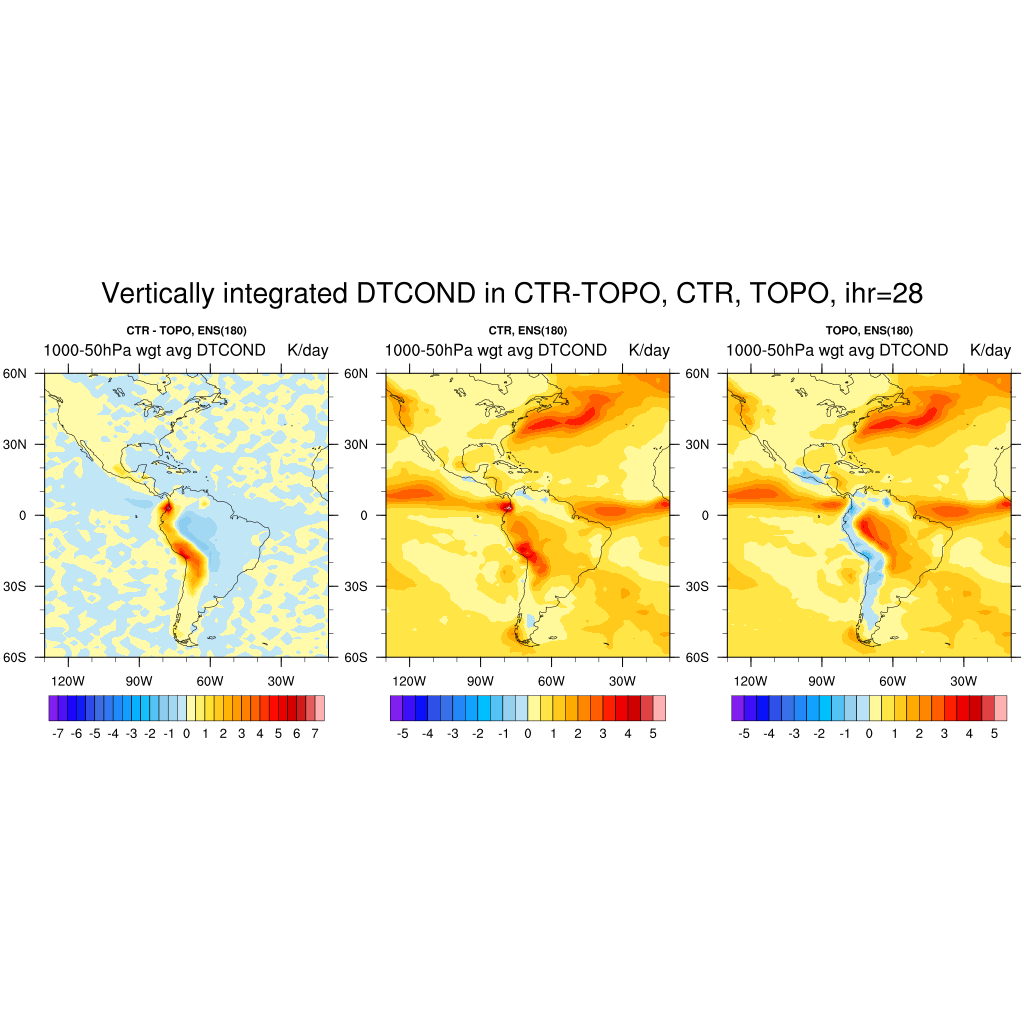 Vertically integrated DTCOND in CTR-TOPO, CTR, TOPO, ihr=28
CTR - TOPO, ENS(180)
1000-50hPa wgt avg DTCOND K/day
60N
30N
0
30S
60S
120W 90W 60W 30W
-7 -6 -5 -4 -3 -2 -1 0 1 2 3 4 5 6 7
CTR, ENS(180)
1000-50hPa wgt avg DTCOND K/day
60N
30N
0
30S
60S
120W 90W 60W 30W
-5 -4 -3 -2 -1 0 1 2 3 4 5
TOPO, ENS(180)
1000-50hPa wgt avg DTCOND K/day
60N
30N
0
30S
60S
120W 90W 60W 30W
-5 -4 -3 -2 -1 0 1 2 3 4 5